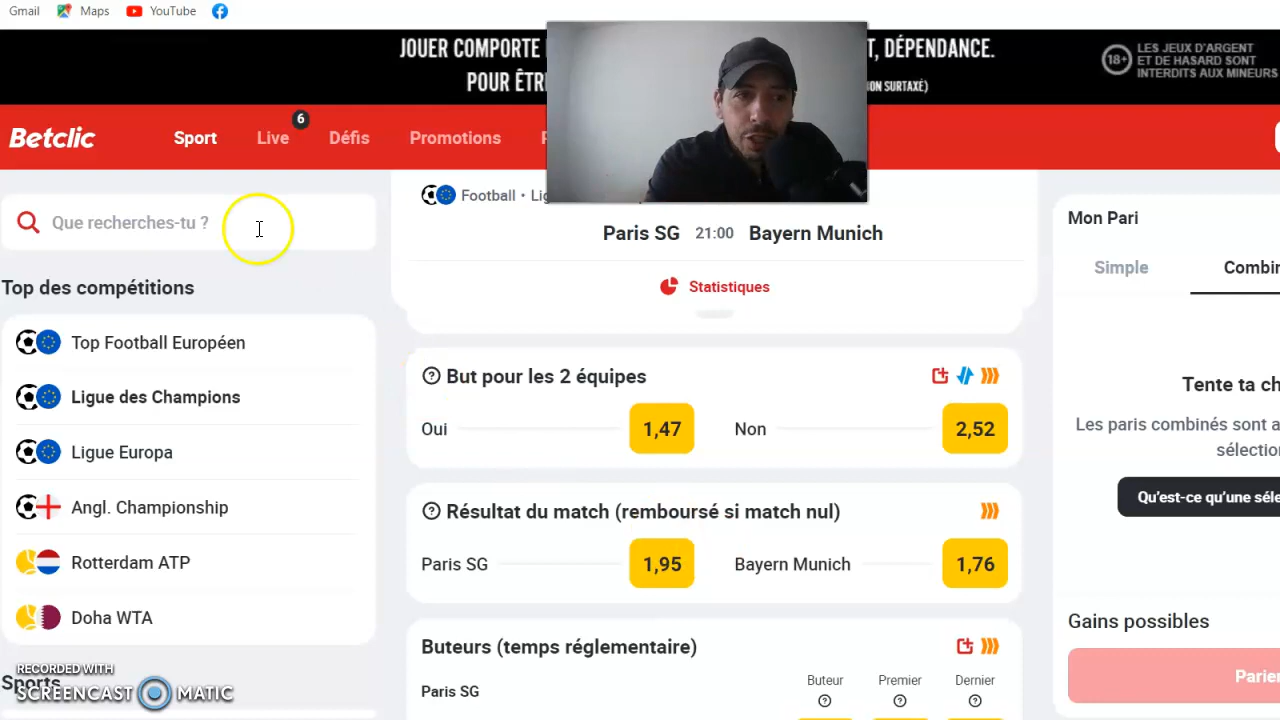 Gmail Maps YouTube
JOUER COMPORTE T, DÉPENDANCE.
POUR ÊTR ON SURTAXÉ)
18+ LES JEUX D'ARGENT
ET DE HASARD SONT
INTERDITS AUX MINEURS
Betclic Sport Live 6 Défis Promotions
Que recherches-tu ?
Football • Lig
Paris SG 21:00 Bayern Munich
Statistiques
Top des compétitions
Top Football Européen
Ligue des Champions
Ligue Europa
Angl. Championship
Rotterdam ATP
Doha WTA
Sports
RECORDED WITH
SCREENCAST MATIC
But pour les 2 équipes
Oui 1,47 Non 2,52
Résultat du match (remboursé si match nul)
Paris SG 1,95 Bayern Munich 1,76
Buteurs (temps réglementaire)
Paris SG Buteur Premier Dernier
Mon Pari
Simple Combin
Tente ta ch
Les paris combinés sont a
sélectio
Qu'est-ce qu'une séle
Gains possibles
Parier